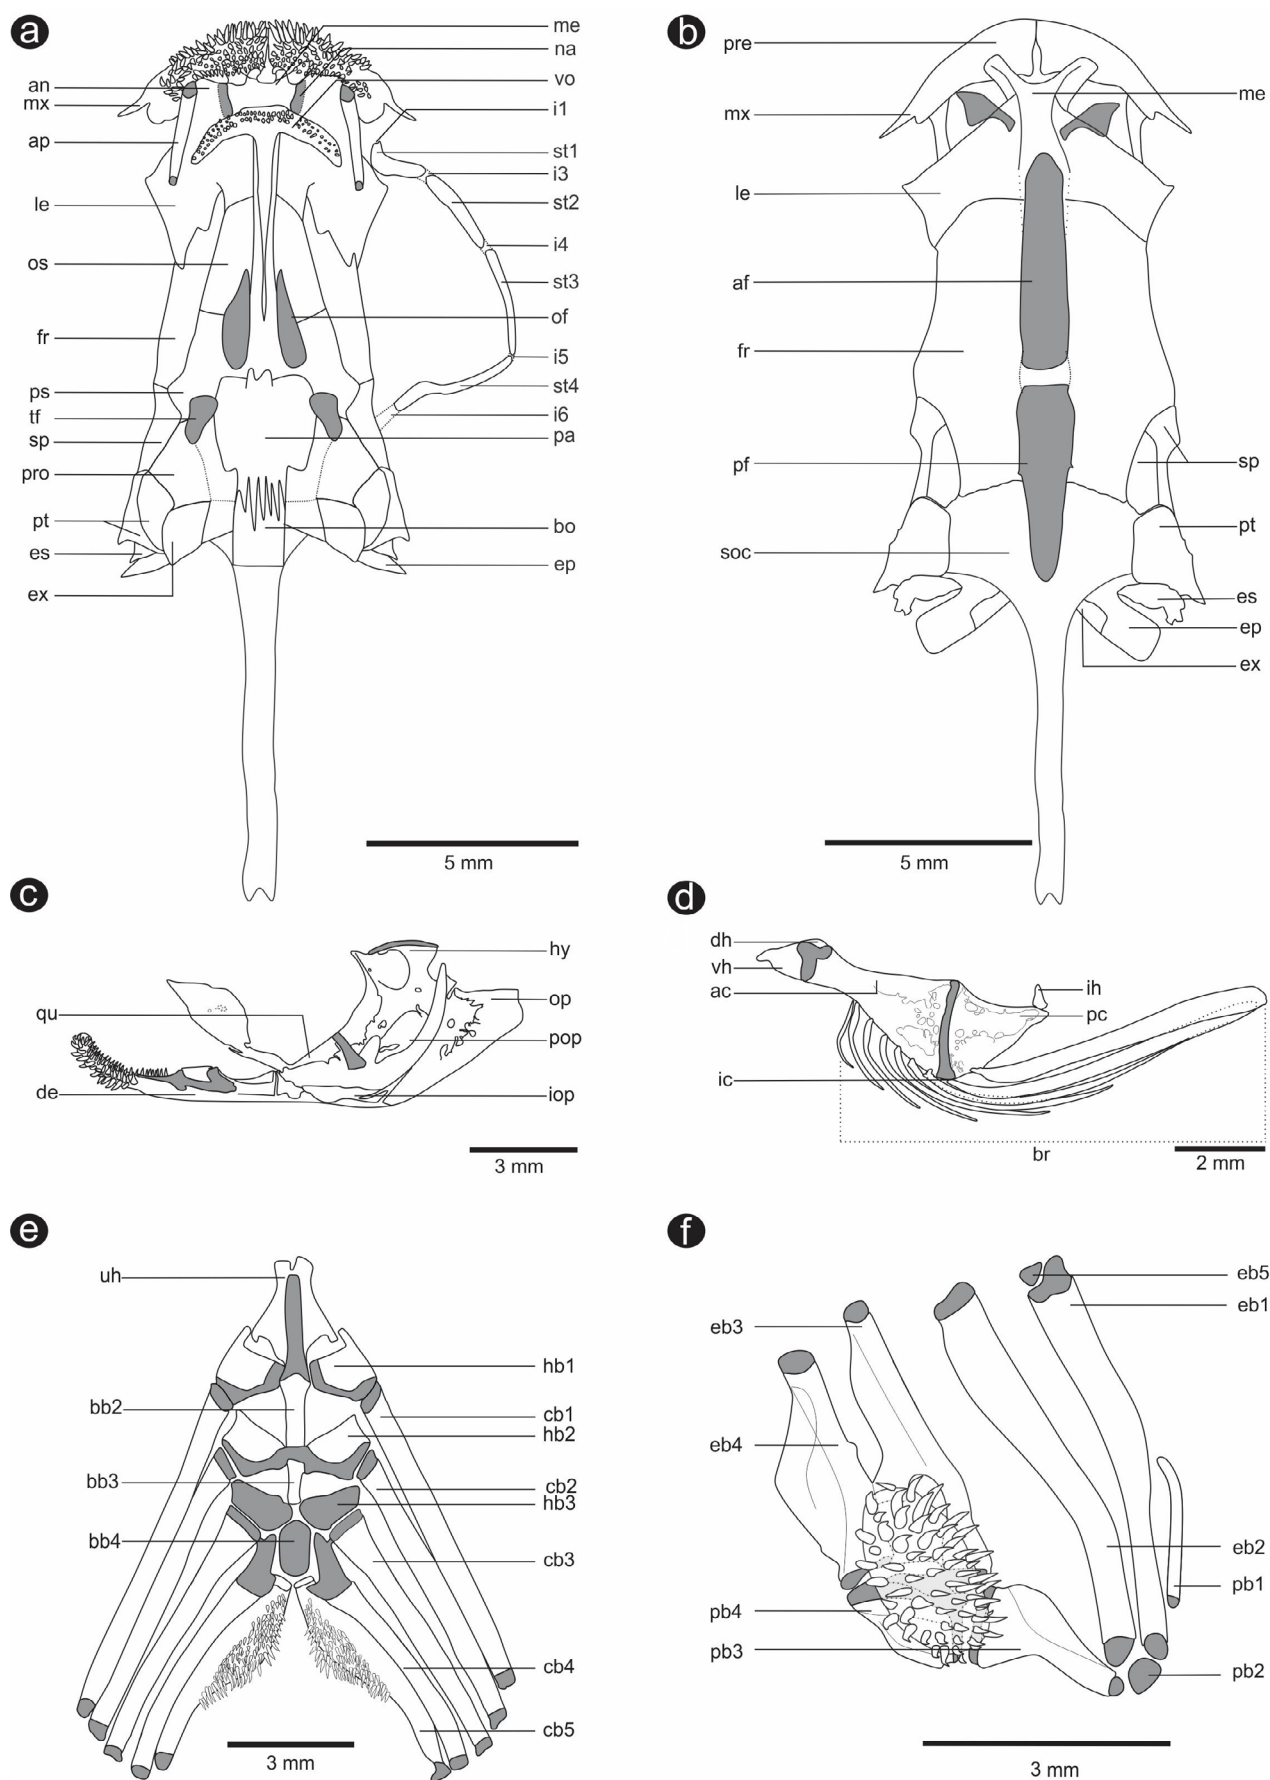 a
me
na
vo
i1
st1
i3
st2
i4
st3
of
i5
st4
i6
pa
bo
ep
an
mx
ap
le
os
fr
ps
tf
sp
pro
pt
es
ex
5 mm
b
pre
mx
le
af
fr
pf
soc
me
sp
pt
es
ep
ex
5 mm
c
qu
de
hy
op
pop
iop
3 mm
d
dh
vh
ac
ic
ih
pc
br
2 mm
e
uh
bb2
bb3
bb4
hb1
cb1
hb2
cb2
hb3
cb3
cb4
cb5
3 mm
f
eb3
eb4
pb4
pb3
eb5
eb1
eb2
pb1
pb2
3 mm